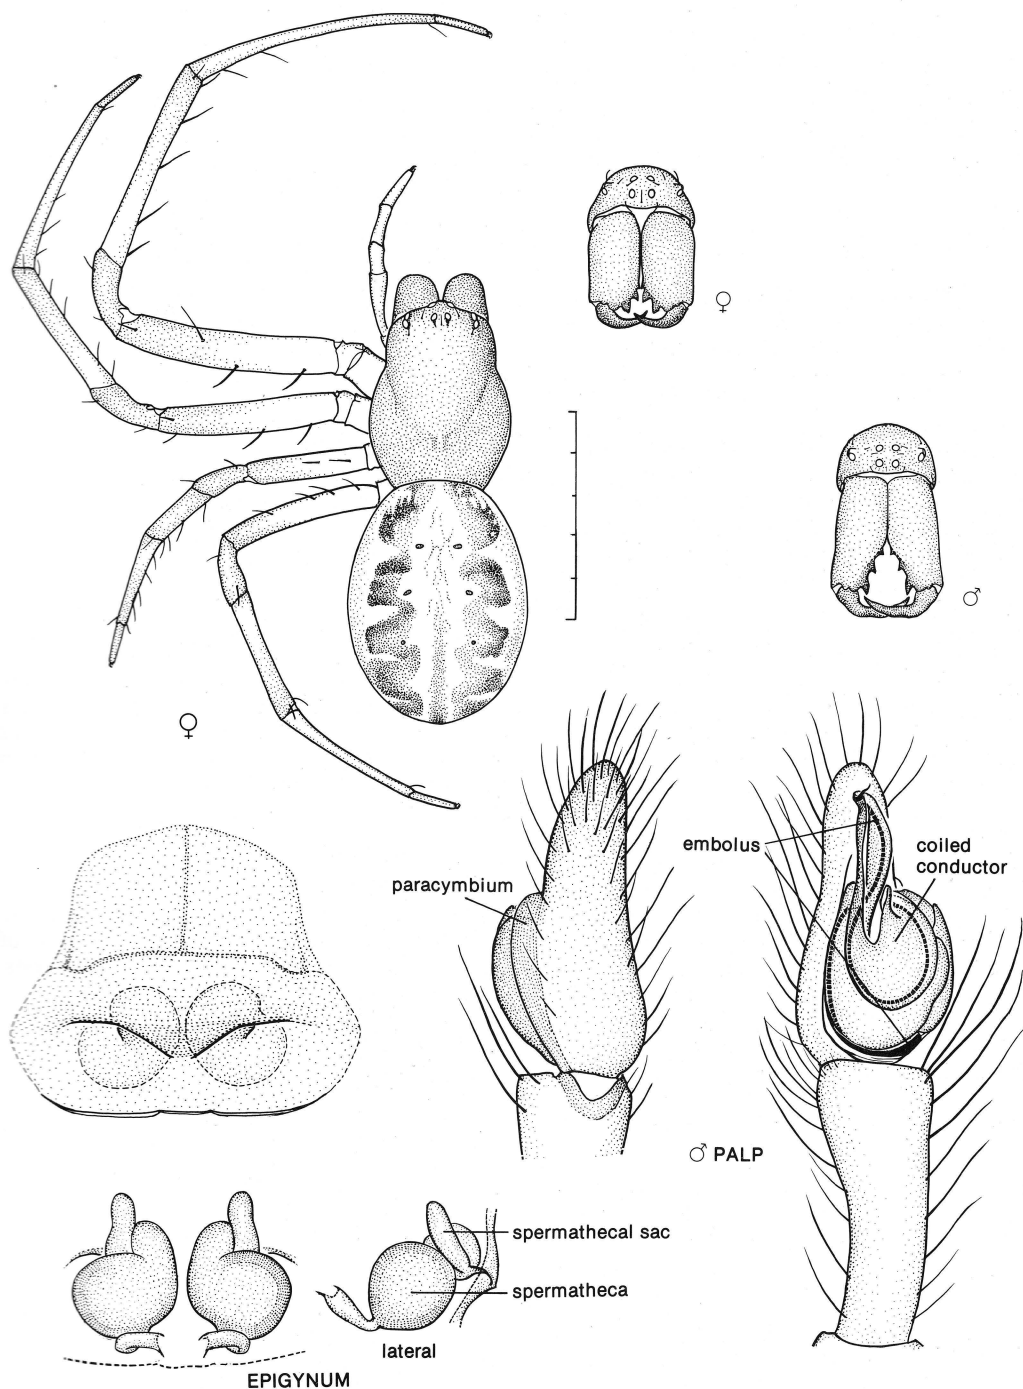 ♀
♂
♀
embolus
coiled
conductor
paracymbium
♂ PALP
spermathecal sac
spermatheca
lateral
EPIGYNUM